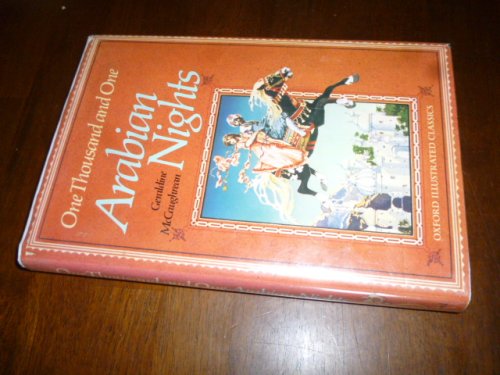 One Thousand and One
Arabian
Nights
Geraldine
McCaughrean
OXFORD ILLUSTRATED CLASSICS